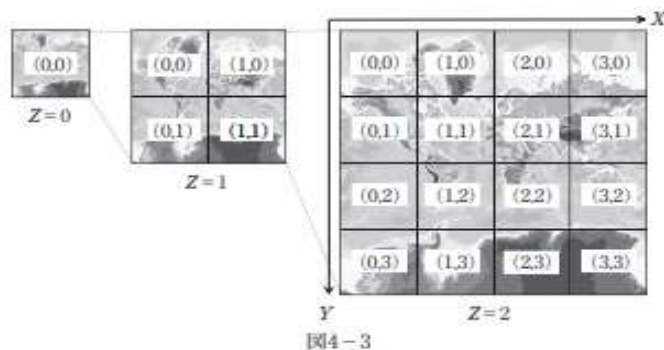 X
(0,0) (0,0) (1,0) (0,0) (1,0) (2,0) (3,0)
Z=0 (0,1) (1,1) (0,1) (1,1) (2,1) (3,1)
Z=1 (0,2) (1,2) (2,2) (3,2)
(0,3) (1,3) (2,3) (3,3)
Y Z=2
図4-3